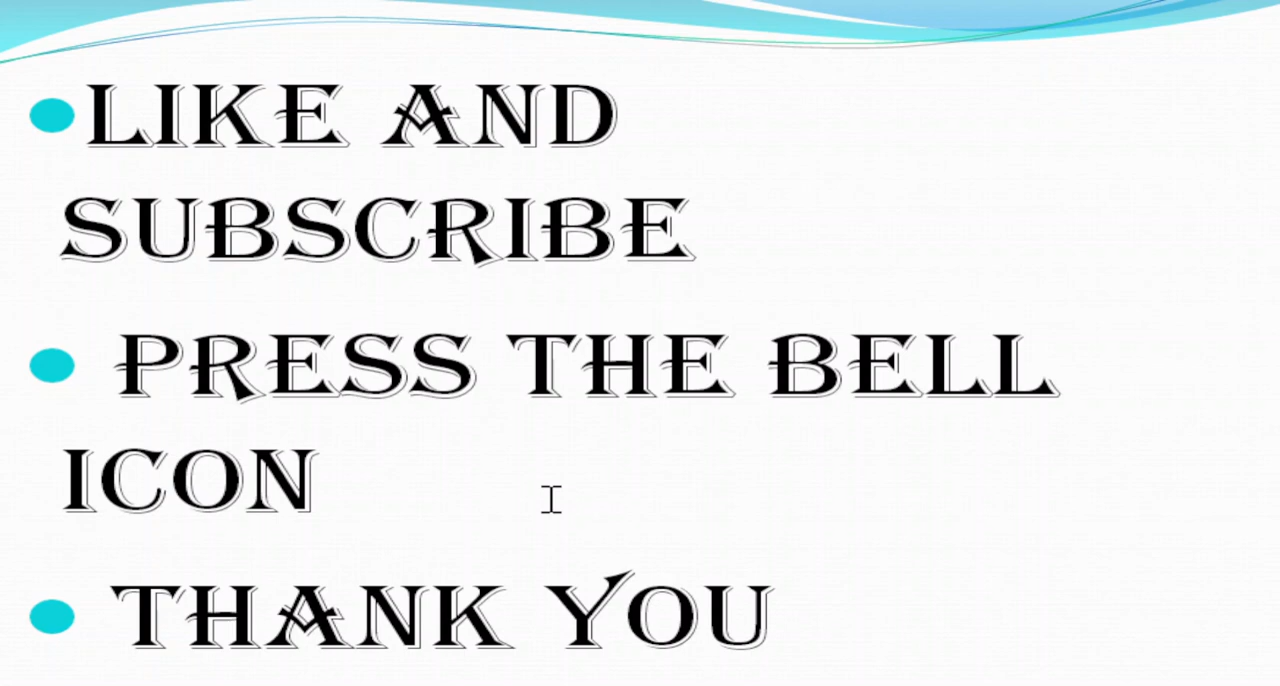 LIKE AND
SUBSCRIBE
PRESS THE BELL
ICON
THANK YOU